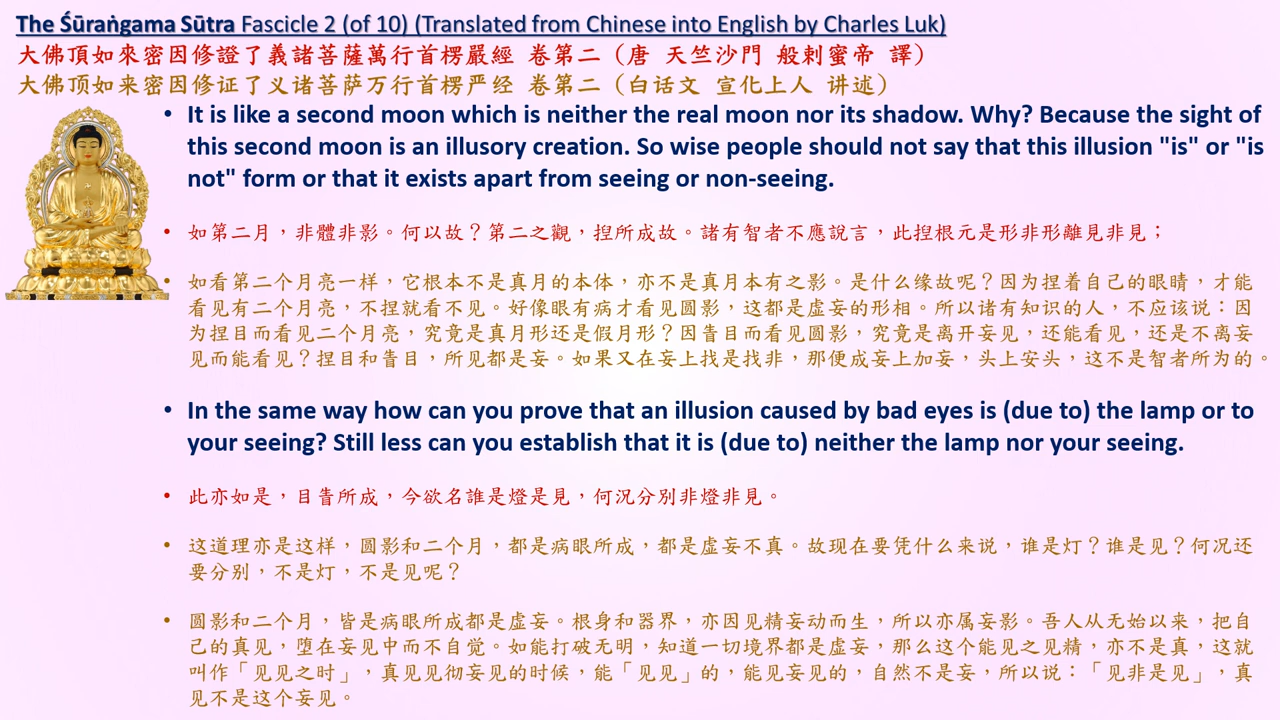 The Śūraṅgama Sūtra Fascicle 2 (of 10) (Translated from Chinese into English by Charles Luk)
大佛頂如來密因修證了義諸菩薩萬行首楞嚴經 卷第二（唐 天竺沙門 般剌蜜帝 譯）
大佛顶如来密因修证了义诸菩萨万行首楞严经 卷第二（白话文 宣化上人 讲述）
• It is like a second moon which is neither the real moon nor its shadow. Why? Because the sight of
this second moon is an illusory creation. So wise people should not say that this illusion "is" or "is
not" form or that it exists apart from seeing or non-seeing.
• 如第二月，非體非影。何以故？第二之觀，捏所成故。諸有智者不應說言，此捏根元是形非形離見非見；
• 如看第二个月亮一样，它根本不是真月的本体，亦不是真月本有之影。是什么缘故呢？因为捏着自己的眼睛，才能
看见有二个月亮，不捏就看不见。好像眼有病才看见圆影，这都是虚妄的形相。所以诸有知识的人，不应该说：因
为捏目而看见二个月亮，究竟是真月形还是假月形？因眚目而看见圆影，究竟是离开妄见，还能看见，还是不离妄
见而能看见？捏目和眚目，所见都是妄。如果又在妄上找是找非，那便成妄上加妄，头上安头，这不是智者所为的。
• In the same way how can you prove that an illusion caused by bad eyes is (due to) the lamp or to
your seeing? Still less can you establish that it is (due to) neither the lamp nor your seeing.
• 此亦如是，目眚所成，今欲名誰是燈是見，何況分別非燈非見。
• 这道理亦是这样，圆影和二个月，都是病眼所成，都是虚妄不真。故现在要凭什么来说，谁是灯？谁是见？何况还
要分别，不是灯，不是见呢？
• 圆影和二个月，皆是病眼所成都是虚妄。根身和器界，亦因见精妄动而生，所以亦属妄影。吾人从无始以来，把自
己的真见，堕在妄见中而不自觉。如能打破无明，知道一切境界都是虚妄，那么这个能见之见精，亦不是真，这就
叫作「见见之时」，真见见彻妄见的时候，能「见见」的，能见妄见的，自然不是妄，所以说：「见非是见」，真
见不是这个妄见。